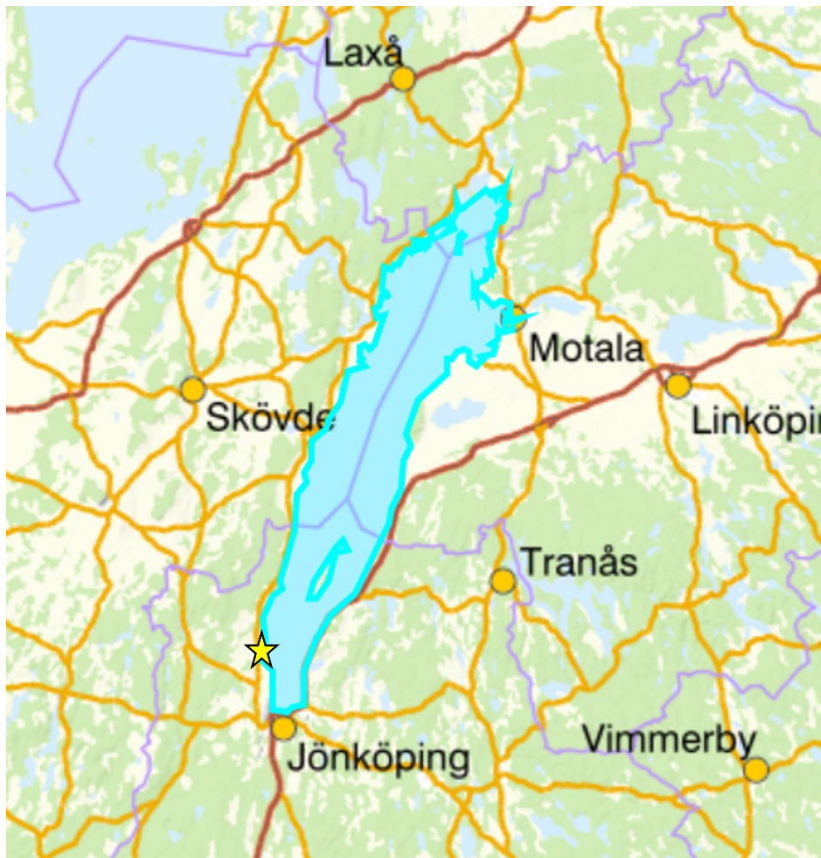 Laxå
Motala
Skövde
Linköpin
Tranås
Vimmerby
Jönköping